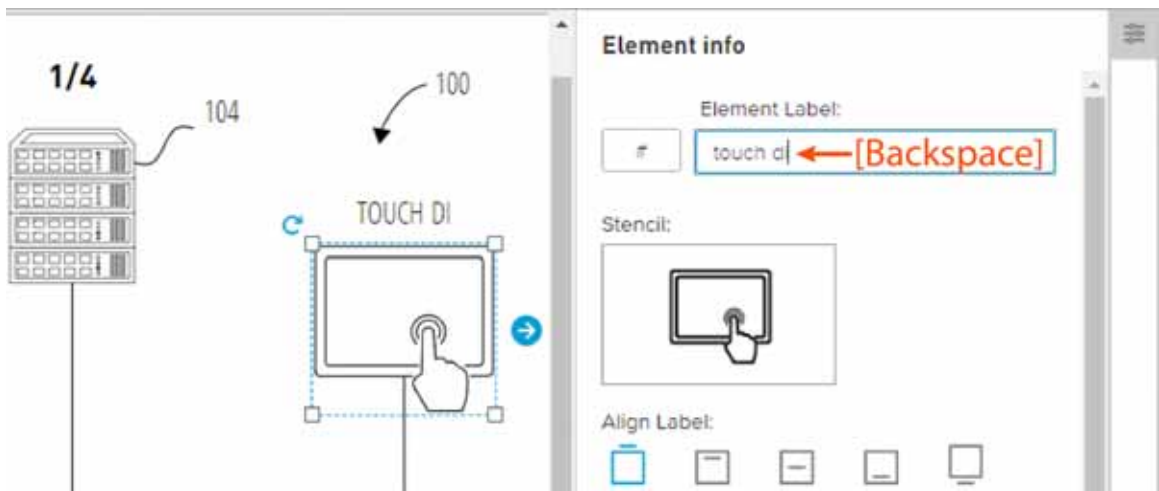 1/4
104
100
TOUCH DI
Element info
Element Label:
#
touch di
[Backspace]
Stencil:
Align Label: